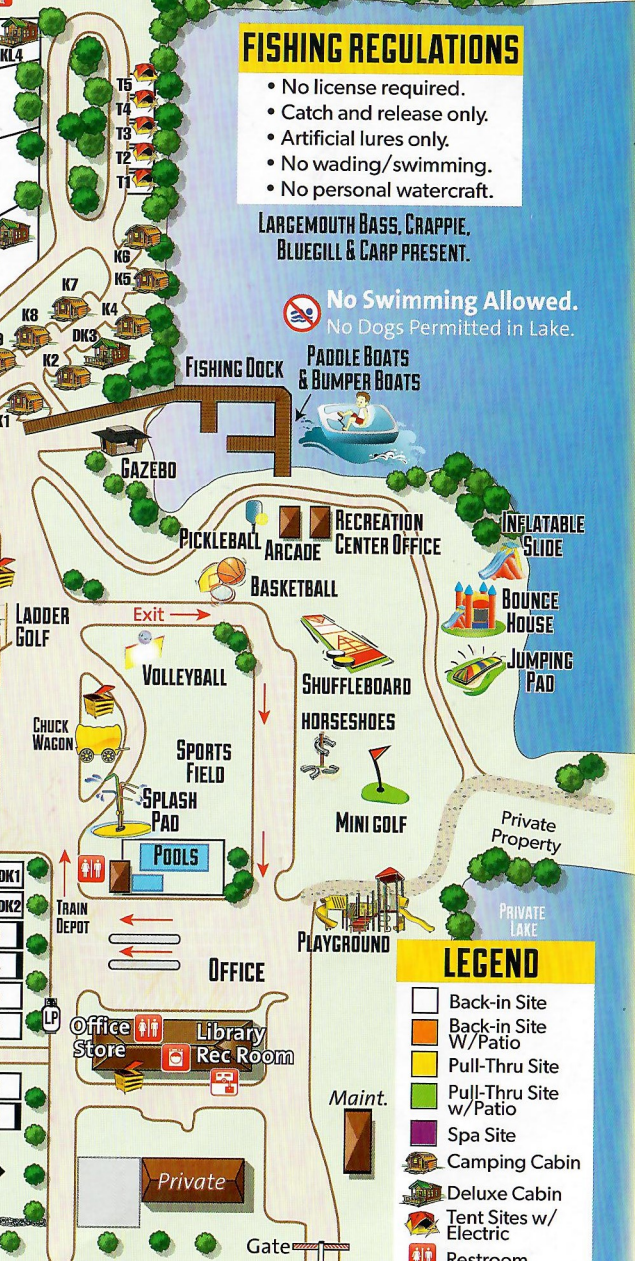 FISHING REGULATIONS
• No license required.
• Catch and release only.
• Artificial lures only.
• No wading/swimming.
• No personal watercraft.
LARGEMOUTH BASS, CRAPPIE,
BLUEGILL & CARP PRESENT.
No Swimming Allowed.
No Dogs Permitted in Lake.
KL4
T5
T4
T3
T2
T1
K6
K5
K7
K4
K8
DK3
K2
FISHING DOCK
PADDLE BOATS
& BUMPER BOATS
GAZEBO
PICKLEBALL
ARCADE
RECREATION
CENTER OFFICE
INFLATABLE
SLIDE
BASKETBALL
BOUNCE
HOUSE
LADDER
GOLF
Exit
VOLLEYBALL
SHUFFLEBOARD
JUMPING
PAD
CHUCK
WAGON
HORSESHOES
SPORTS
FIELD
SPLASH
PAD
MINI GOLF
Private
Property
POOLS
DK1
DK2
TRAIN
DEPOT
PLAYGROUND
PRIVATE
LAKE
OFFICE
LP
Office
Store
Library
Rec Room
Maint.
Private
Gate
LEGEND
Back-in Site
Back-in Site
W/Patio
Pull-Thru Site
Pull-Thru Site
w/Patio
Spa Site
Camping Cabin
Deluxe Cabin
Tent Sites w/
Electric
Restroom